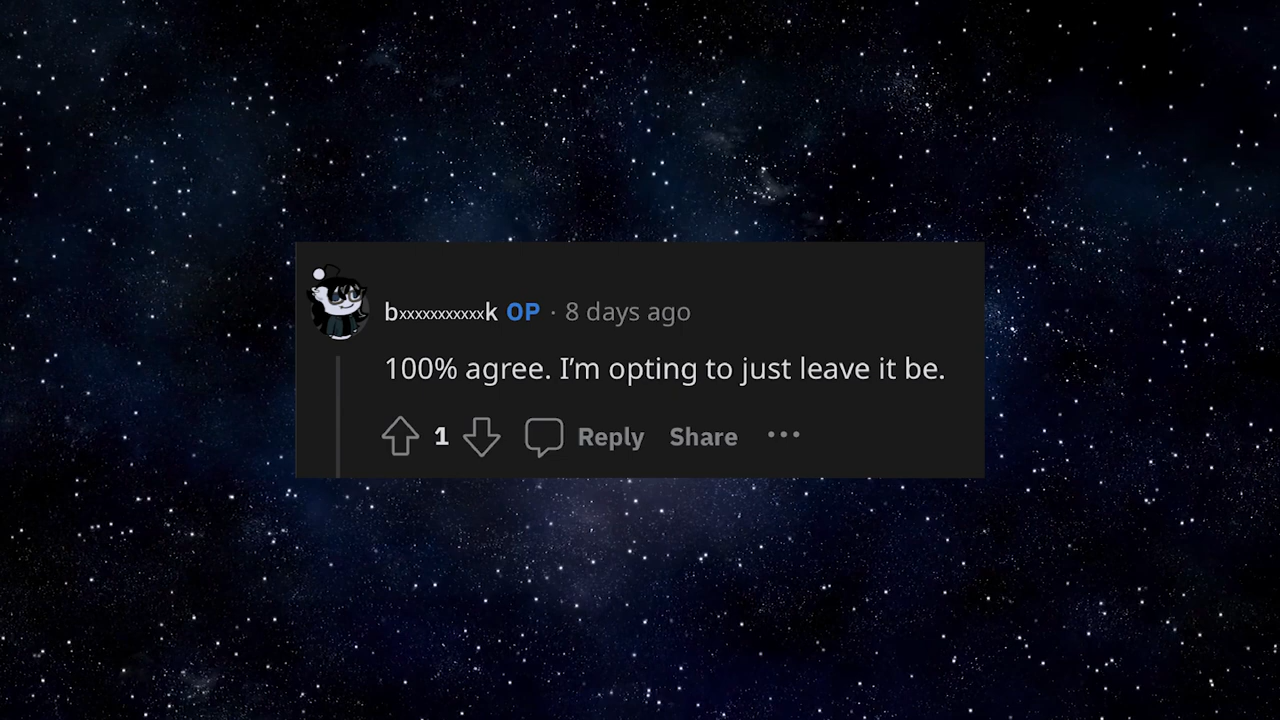 bxxxxxxxxxxxk OP · 8 days ago
100% agree. I’m opting to just leave it be.
1 Reply Share •••